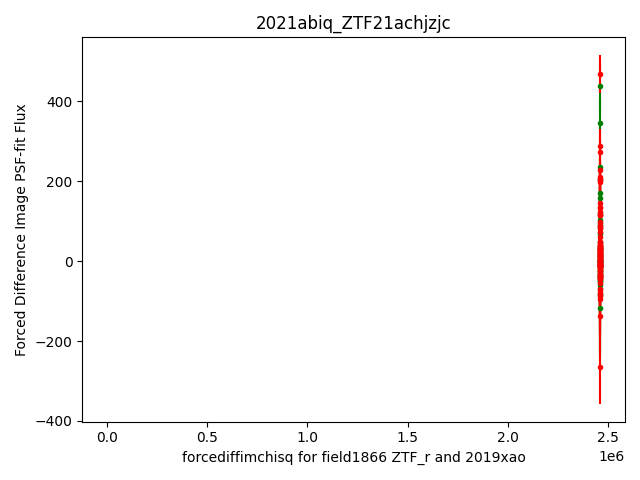 2021abiq_ZTF21achjzjc
Forced Difference Image PSF-fit Flux
400
200
0
−200
−400
0.0 0.5 1.0 1.5 2.0 2.5
1e6
forcediffimchisq for field1866 ZTF_r and 2019xao